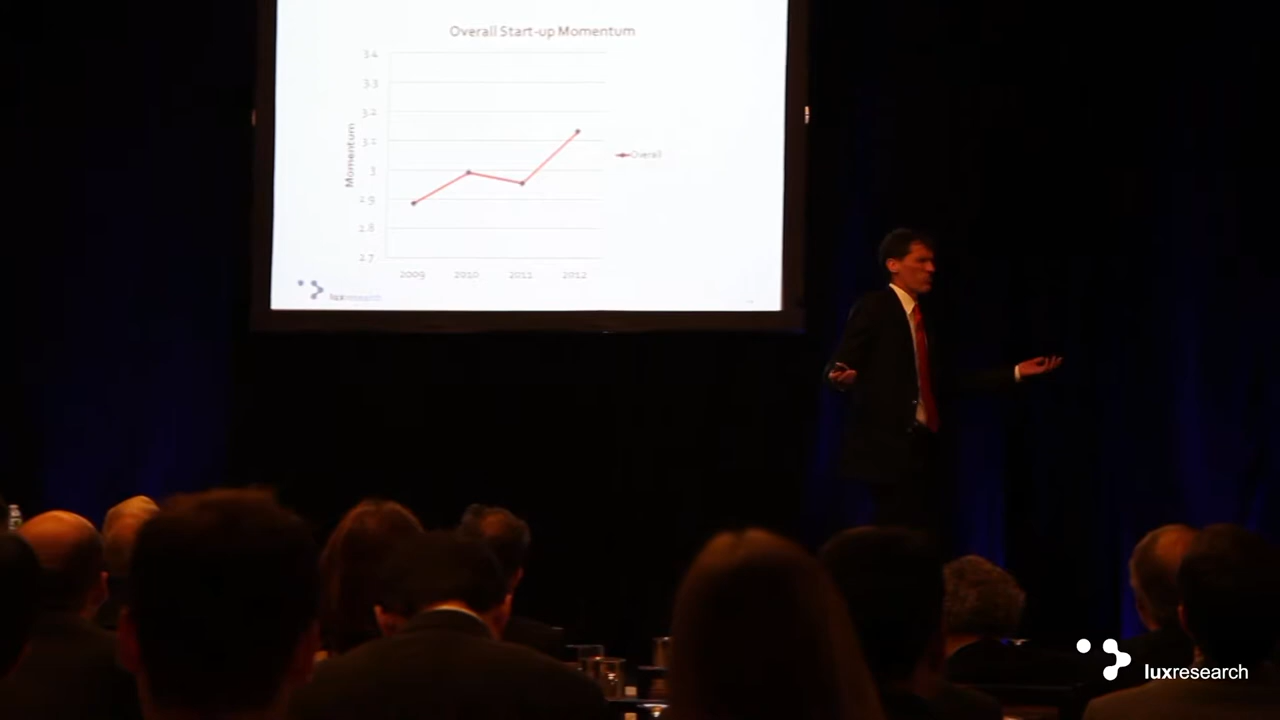 Overall Start-up Momentum
3.4
3.3
3.2
3.1
3
2.9
2.8
2.7
Momentum
Overall
2009 2010 2011 2012
luxresearch
luxresearch